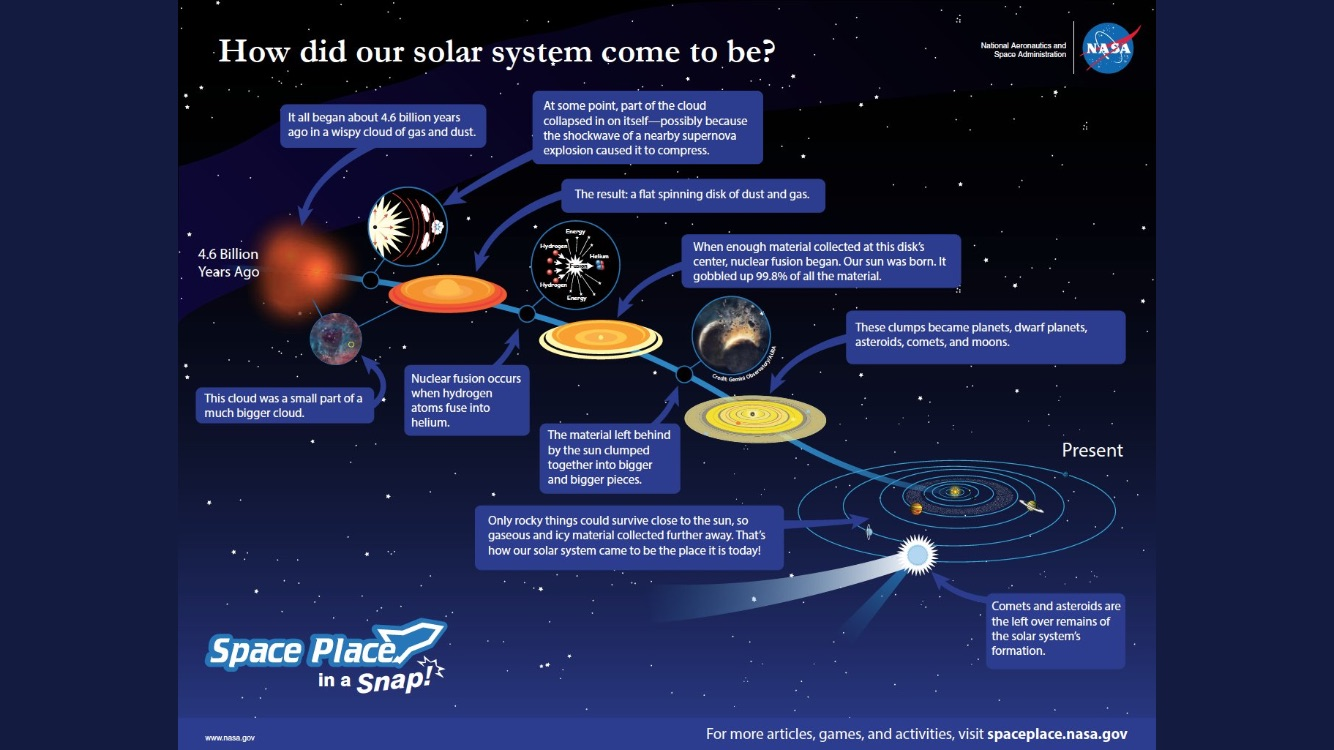 How did our solar system come to be?
National Aeronautics and
Space Administration
NASA
It all began about 4.6 billion years
ago in a wispy cloud of gas and dust.
At some point, part of the cloud
collapsed in on itself—possibly because
the shockwave of a nearby supernova
explosion caused it to compress.
The result: a flat spinning disk of dust and gas.
4.6 Billion
Years Ago
Energy
Hydrogen
Helium
Fusion
Hydrogen
Energy
When enough material collected at this disk's
center, nuclear fusion began. Our sun was born. It
gobbled up 99.8% of all the material.
Credit: Gemini Observatory/AURA
These clumps became planets, dwarf planets,
asteroids, comets, and moons.
This cloud was a small part of a
much bigger cloud.
Nuclear fusion occurs
when hydrogen
atoms fuse into
helium.
The material left behind
by the sun clumped
together into bigger
and bigger pieces.
Present
Only rocky things could survive close to the sun, so
gaseous and icy material collected further away. That's
how our solar system came to be the place it is today!
Comets and asteroids are
the left over remains of
the solar system's
formation.
Space Place
in a Snap!
www.nasa.gov
For more articles, games, and activities, visit spaceplace.nasa.gov